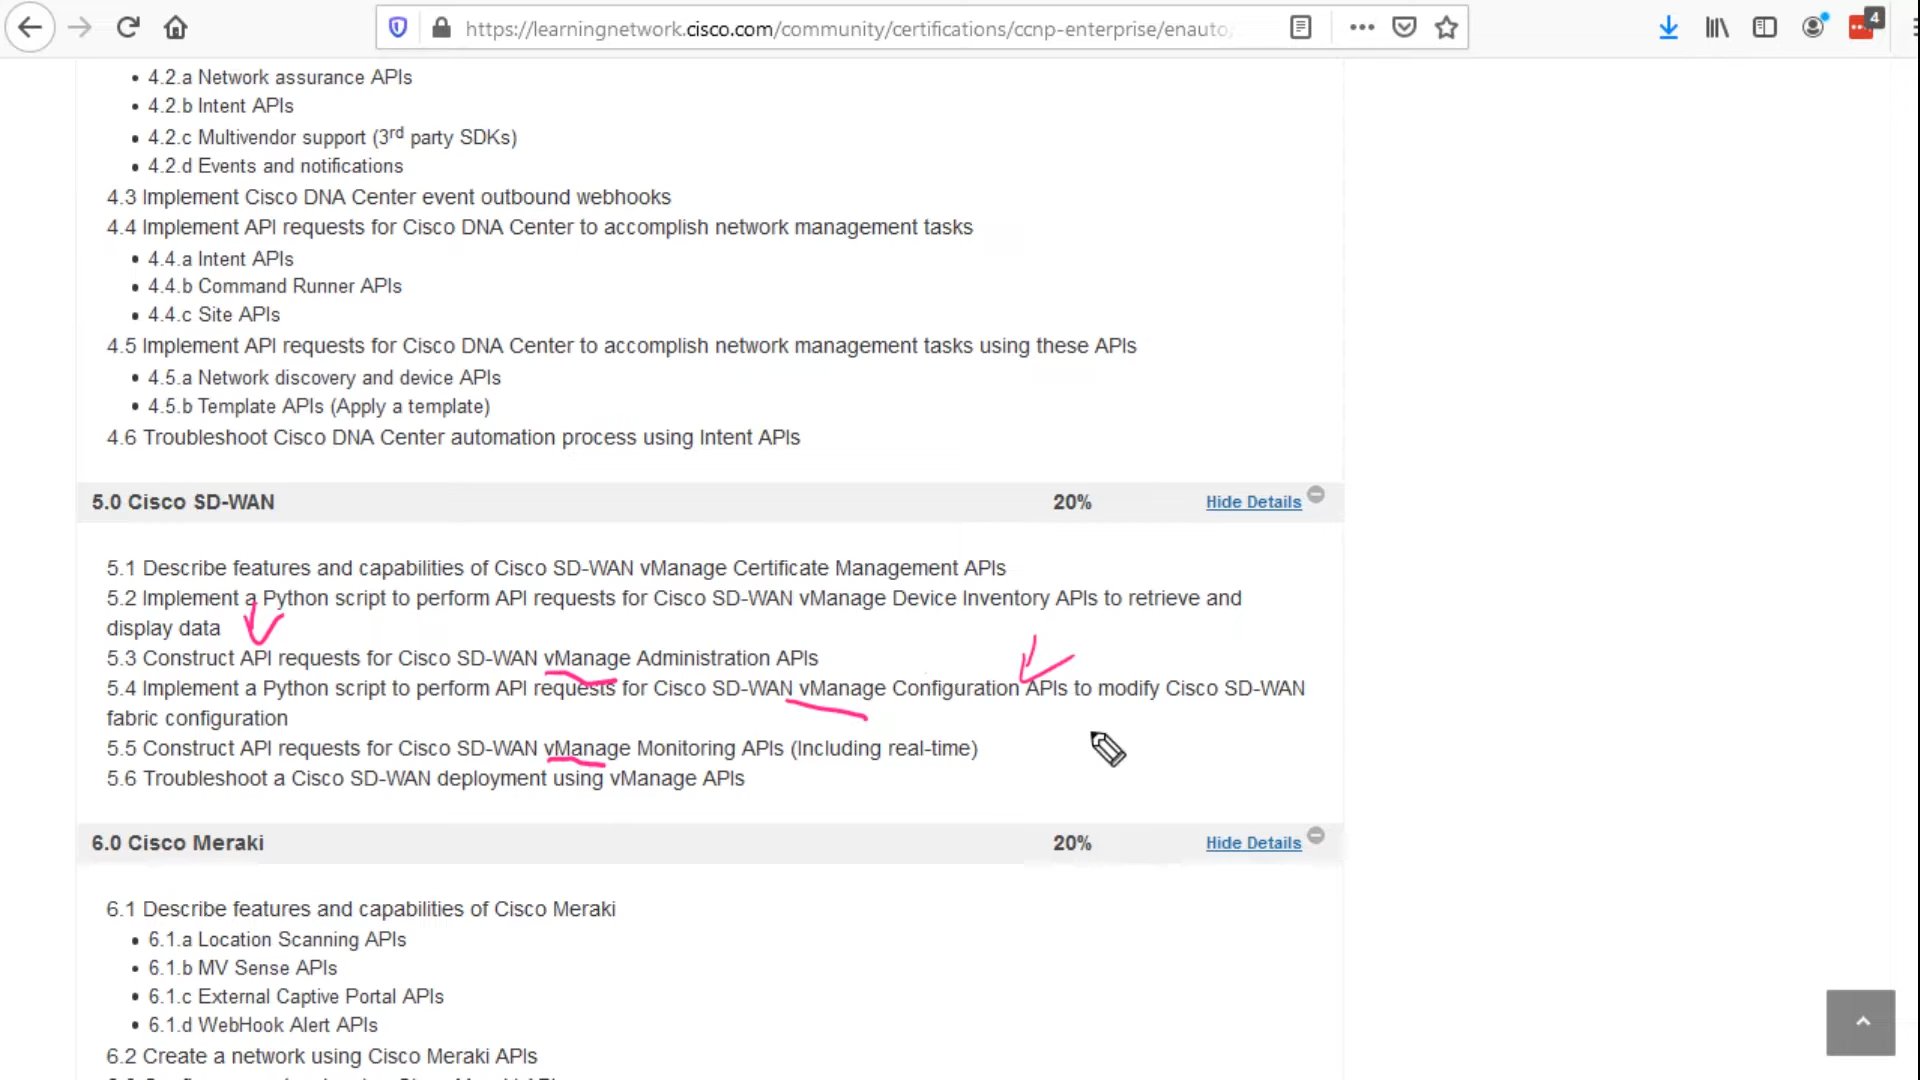 4
https://learningnetwork.cisco.com/community/certifications/ccnp-enterprise/enauto/
• 4.2.a Network assurance APIs
• 4.2.b Intent APIs
• 4.2.c Multivendor support (3rd party SDKs)
• 4.2.d Events and notifications
4.3 Implement Cisco DNA Center event outbound webhooks
4.4 Implement API requests for Cisco DNA Center to accomplish network management tasks
• 4.4.a Intent APIs
• 4.4.b Command Runner APIs
• 4.4.c Site APIs
4.5 Implement API requests for Cisco DNA Center to accomplish network management tasks using these APIs
• 4.5.a Network discovery and device APIs
• 4.5.b Template APIs (Apply a template)
4.6 Troubleshoot Cisco DNA Center automation process using Intent APIs
5.0 Cisco SD-WAN 20% Hide Details
5.1 Describe features and capabilities of Cisco SD-WAN vManage Certificate Management APIs
5.2 Implement a Python script to perform API requests for Cisco SD-WAN vManage Device Inventory APIs to retrieve and
display data
5.3 Construct API requests for Cisco SD-WAN vManage Administration APIs
5.4 Implement a Python script to perform API requests for Cisco SD-WAN vManage Configuration APIs to modify Cisco SD-WAN
fabric configuration
5.5 Construct API requests for Cisco SD-WAN vManage Monitoring APIs (Including real-time)
5.6 Troubleshoot a Cisco SD-WAN deployment using vManage APIs
6.0 Cisco Meraki 20% Hide Details
6.1 Describe features and capabilities of Cisco Meraki
• 6.1.a Location Scanning APIs
• 6.1.b MV Sense APIs
• 6.1.c External Captive Portal APIs
• 6.1.d WebHook Alert APIs
6.2 Create a network using Cisco Meraki APIs